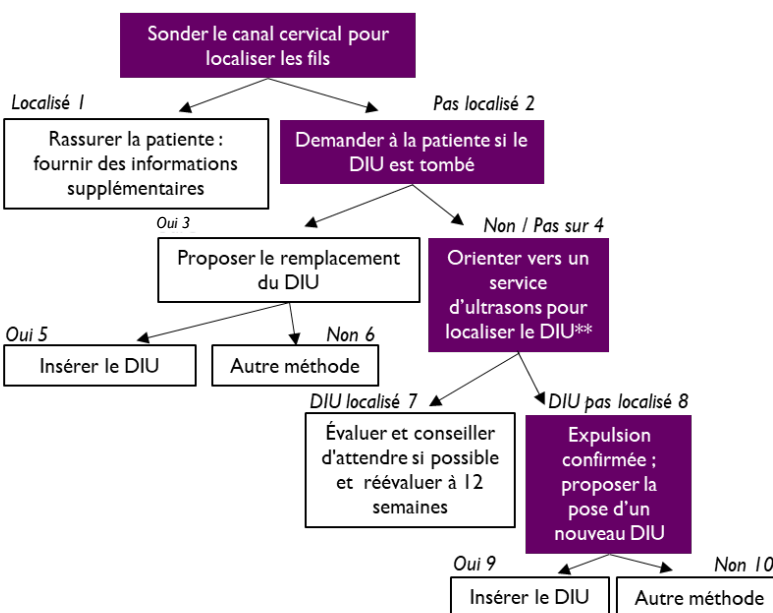 Sonder le canal cervical pour
localiser les fils
Localisé 1
Pas localisé 2
Rassurer la patiente :
fournir des informations
supplémentaires
Demander à la patiente si le
DIU est tombé
Oui 3
Non / Pas sur 4
Proposer le remplacement
du DIU
Orienter vers un
service
d'ultrasons pour
localiser le DIU**
Oui 5
Non 6
Insérer le DIU
Autre méthode
DIU localisé 7
DIU pas localisé 8
Évaluer et conseiller
d'attendre si possible
et réévaluer à 12
semaines
Expulsion
confirmée ;
proposer la
pose d'un
nouveau DIU
Oui 9
Non 10
Insérer le DIU
Autre méthode